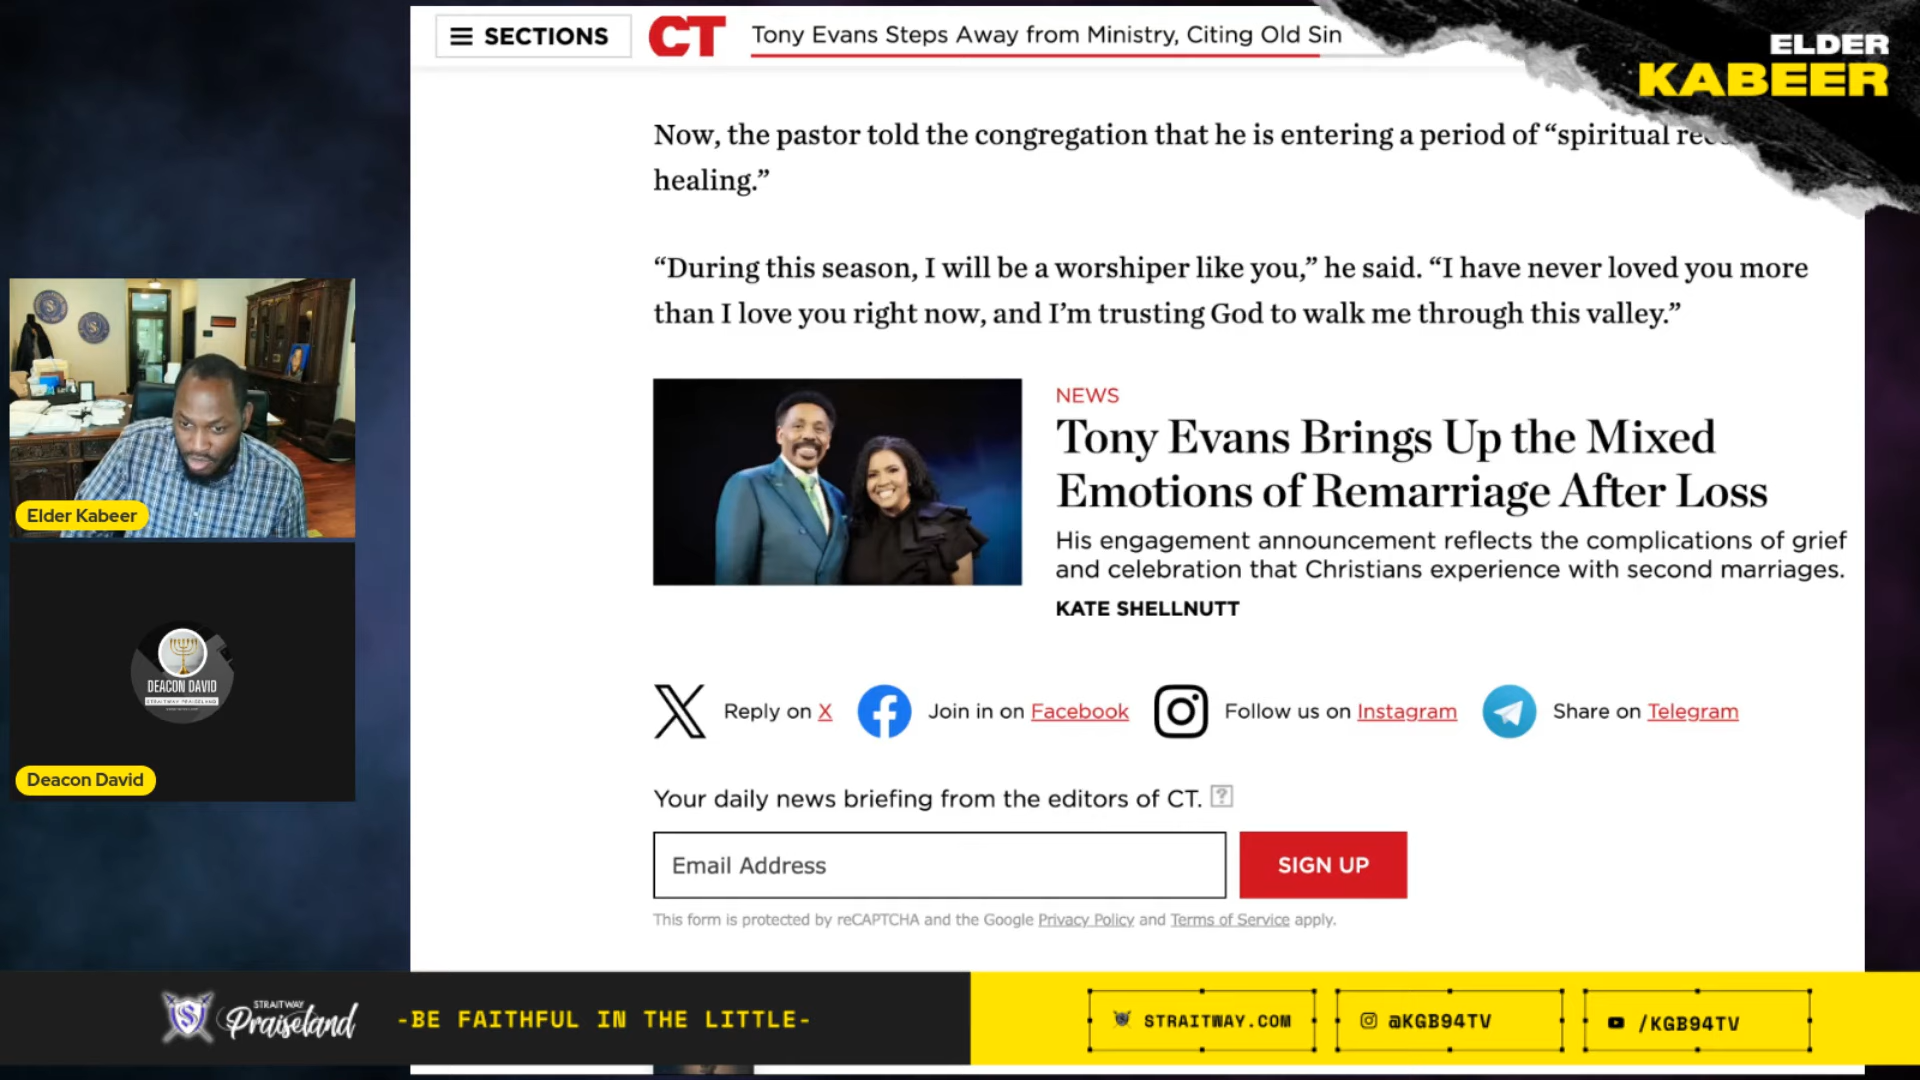 SECTIONS
CT
Tony Evans Steps Away from Ministry, Citing Old Sin
ELDER
KABEER
Now, the pastor told the congregation that he is entering a period of “spiritual
healing.”
“During this season, I will be a worshiper like you,” he said. “I have never loved you more
than I love you right now, and I’m trusting God to walk me through this valley.”
NEWS
Tony Evans Brings Up the Mixed
Emotions of Remarriage After Loss
His engagement announcement reflects the complications of grief
and celebration that Christians experience with second marriages.
KATE SHELLNUTT
Elder Kabeer
DEACON DAVID
STRAITWAY PRAISELAND
Deacon David
Reply on X
Join in on Facebook
Follow us on Instagram
Share on Telegram
Your daily news briefing from the editors of CT. ?
Email Address
SIGN UP
This form is protected by reCAPTCHA and the Google Privacy Policy and Terms of Service apply.
STRAITWAY
Praiseland
-BE FAITHFUL IN THE LITTLE-
STRAITWAY.COM
@KGB94TV
/KGB94TV